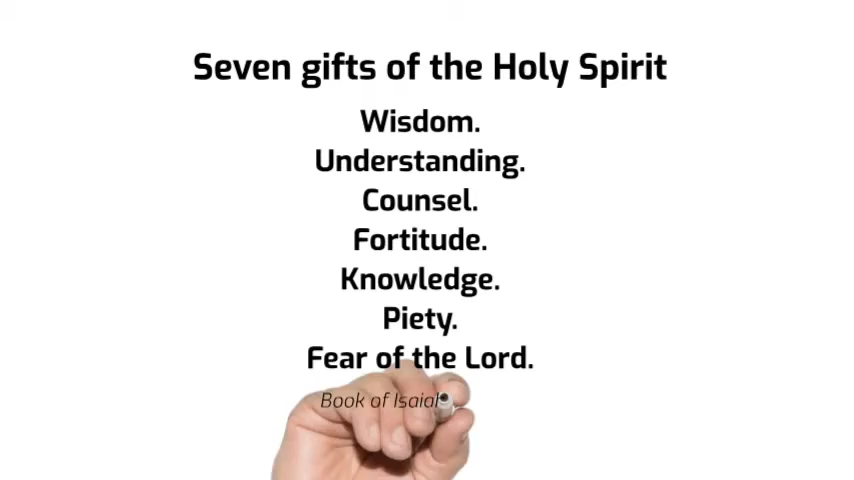 Seven gifts of the Holy Spirit
Wisdom.
Understanding.
Counsel.
Fortitude.
Knowledge.
Piety.
Fear of the Lord.
Book of